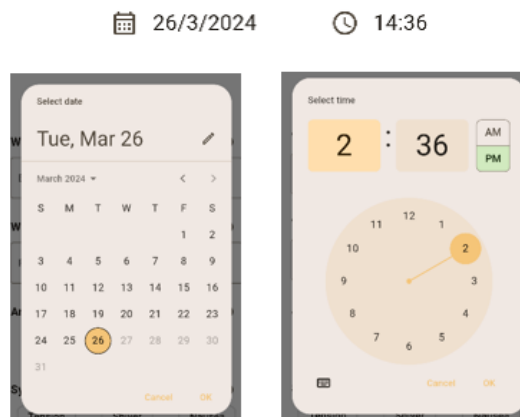 26/3/2024
14:36
Select date
Tue, Mar 26
March 2024
S M T W T F S
1 2
3 4 5 6 7 8 9
10 11 12 13 14 15 16
17 18 19 20 21 22 23
24 25 26 27 28 29 30
31
Cancel OK
Select time
2 : 36
AM
PM
12
1
2
3
4
5
6
7
8
9
10
11
Cancel OK